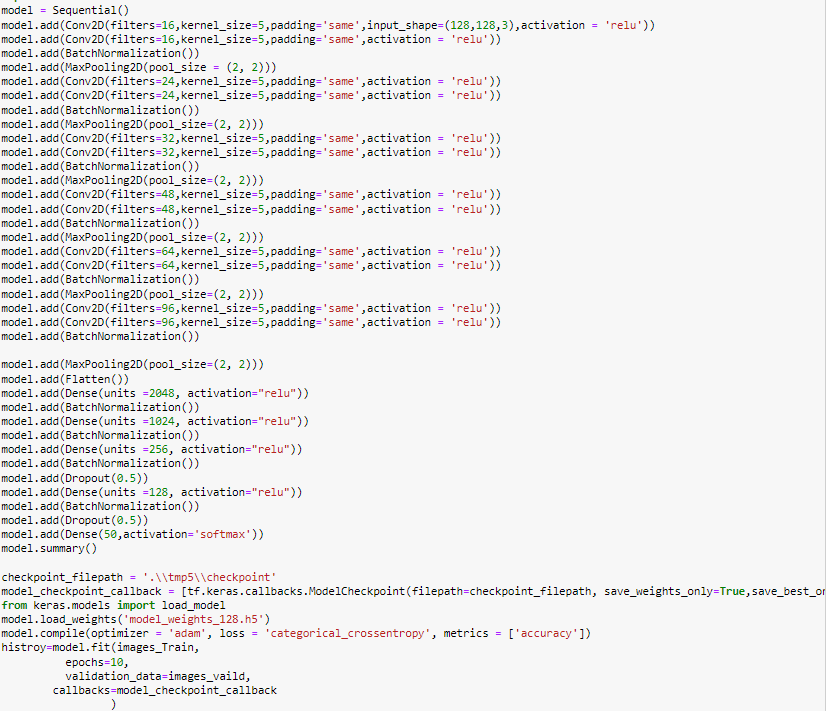 model = Sequential()
model.add(Conv2D(filters=16,kernel_size=5,padding='same',input_shape=(128,128,3),activation = 'relu'))
model.add(Conv2D(filters=16,kernel_size=5,padding='same',activation = 'relu'))
model.add(BatchNormalization())
model.add(MaxPooling2D(pool_size = (2, 2)))
model.add(Conv2D(filters=24,kernel_size=5,padding='same',activation = 'relu'))
model.add(Conv2D(filters=24,kernel_size=5,padding='same',activation = 'relu'))
model.add(BatchNormalization())
model.add(MaxPooling2D(pool_size=(2, 2)))
model.add(Conv2D(filters=32,kernel_size=5,padding='same',activation = 'relu'))
model.add(Conv2D(filters=32,kernel_size=5,padding='same',activation = 'relu'))
model.add(BatchNormalization())
model.add(MaxPooling2D(pool_size=(2, 2)))
model.add(Conv2D(filters=48,kernel_size=5,padding='same',activation = 'relu'))
model.add(Conv2D(filters=48,kernel_size=5,padding='same',activation = 'relu'))
model.add(BatchNormalization())
model.add(MaxPooling2D(pool_size=(2, 2)))
model.add(Conv2D(filters=64,kernel_size=5,padding='same',activation = 'relu'))
model.add(Conv2D(filters=64,kernel_size=5,padding='same',activation = 'relu'))
model.add(BatchNormalization())
model.add(MaxPooling2D(pool_size=(2, 2)))
model.add(Conv2D(filters=96,kernel_size=5,padding='same',activation = 'relu'))
model.add(Conv2D(filters=96,kernel_size=5,padding='same',activation = 'relu'))
model.add(BatchNormalization())
model.add(MaxPooling2D(pool_size=(2, 2)))
model.add(Flatten())
model.add(Dense(units =2048, activation="relu"))
model.add(BatchNormalization())
model.add(Dense(units =1024, activation="relu"))
model.add(BatchNormalization())
model.add(Dense(units =256, activation="relu"))
model.add(BatchNormalization())
model.add(Dropout(0.5))
model.add(Dense(units =128, activation="relu"))
model.add(BatchNormalization())
model.add(Dropout(0.5))
model.add(Dense(50,activation='softmax'))
model.summary()
checkpoint_filepath = '.\\tmp5\\checkpoint'
model_checkpoint_callback = [tf.keras.callbacks.ModelCheckpoint(filepath=checkpoint_filepath, save_weights_only=True,save_best_on
from keras.models import load_model
model.load_weights('model_weights_128.h5')
model.compile(optimizer = 'adam', loss = 'categorical_crossentropy', metrics = ['accuracy'])
histroy=model.fit(images_Train,
epochs=10,
validation_data=images_vaild,
callbacks=model_checkpoint_callback
)